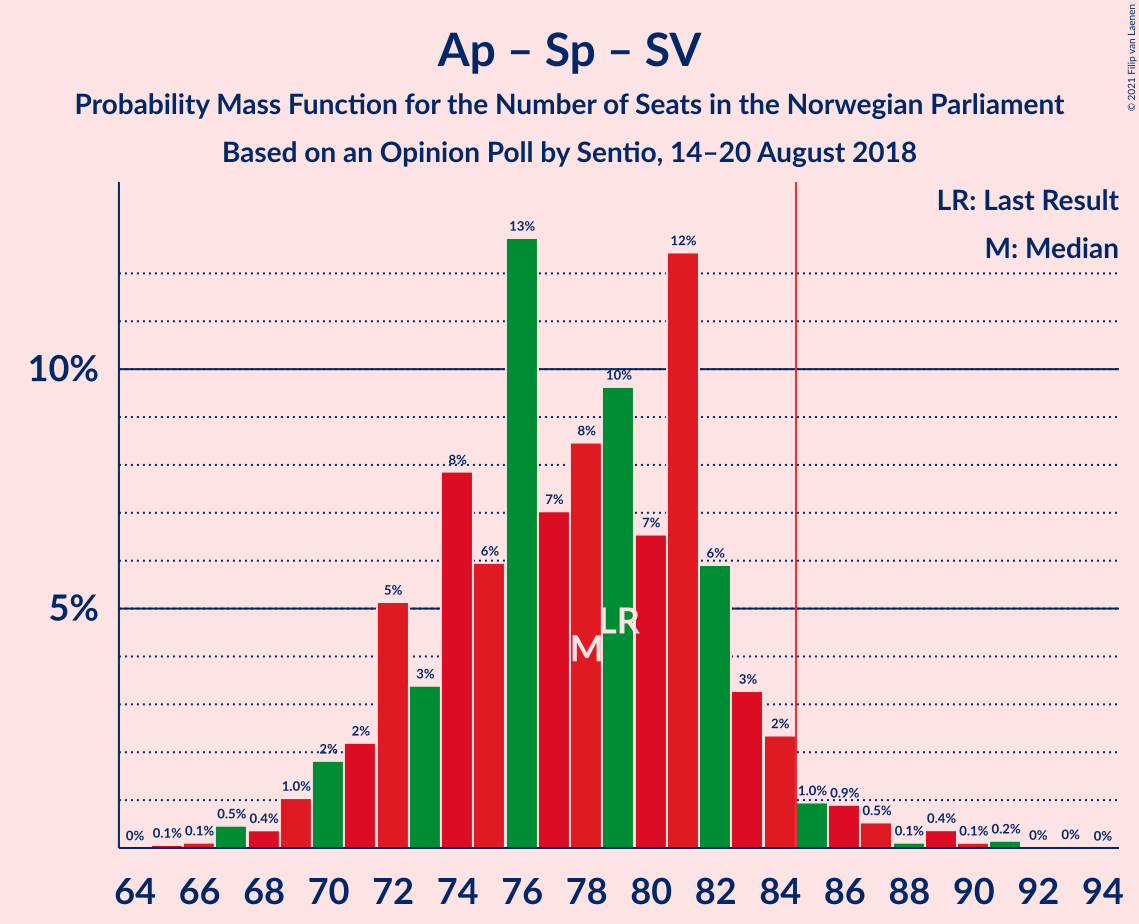 Ap – Sp – SV
Probability Mass Function for the Number of Seats in the Norwegian Parliament
Based on an Opinion Poll by Sentio, 14–20 August 2018
© 2021 Filip van Laenen
LR: Last Result
M: Median
10%
5%
0% 0.1% 0.1% 0.5% 0.4% 1.0% 2% 2% 5% 3% 8% 6% 13% 7% 8% 10% 7% 12% 6% 3% 2% 1.0% 0.9% 0.5% 0.1% 0.4% 0.1% 0.2% 0% 0% 0%
LR
M
64 66 68 70 72 74 76 78 80 82 84 86 88 90 92 94